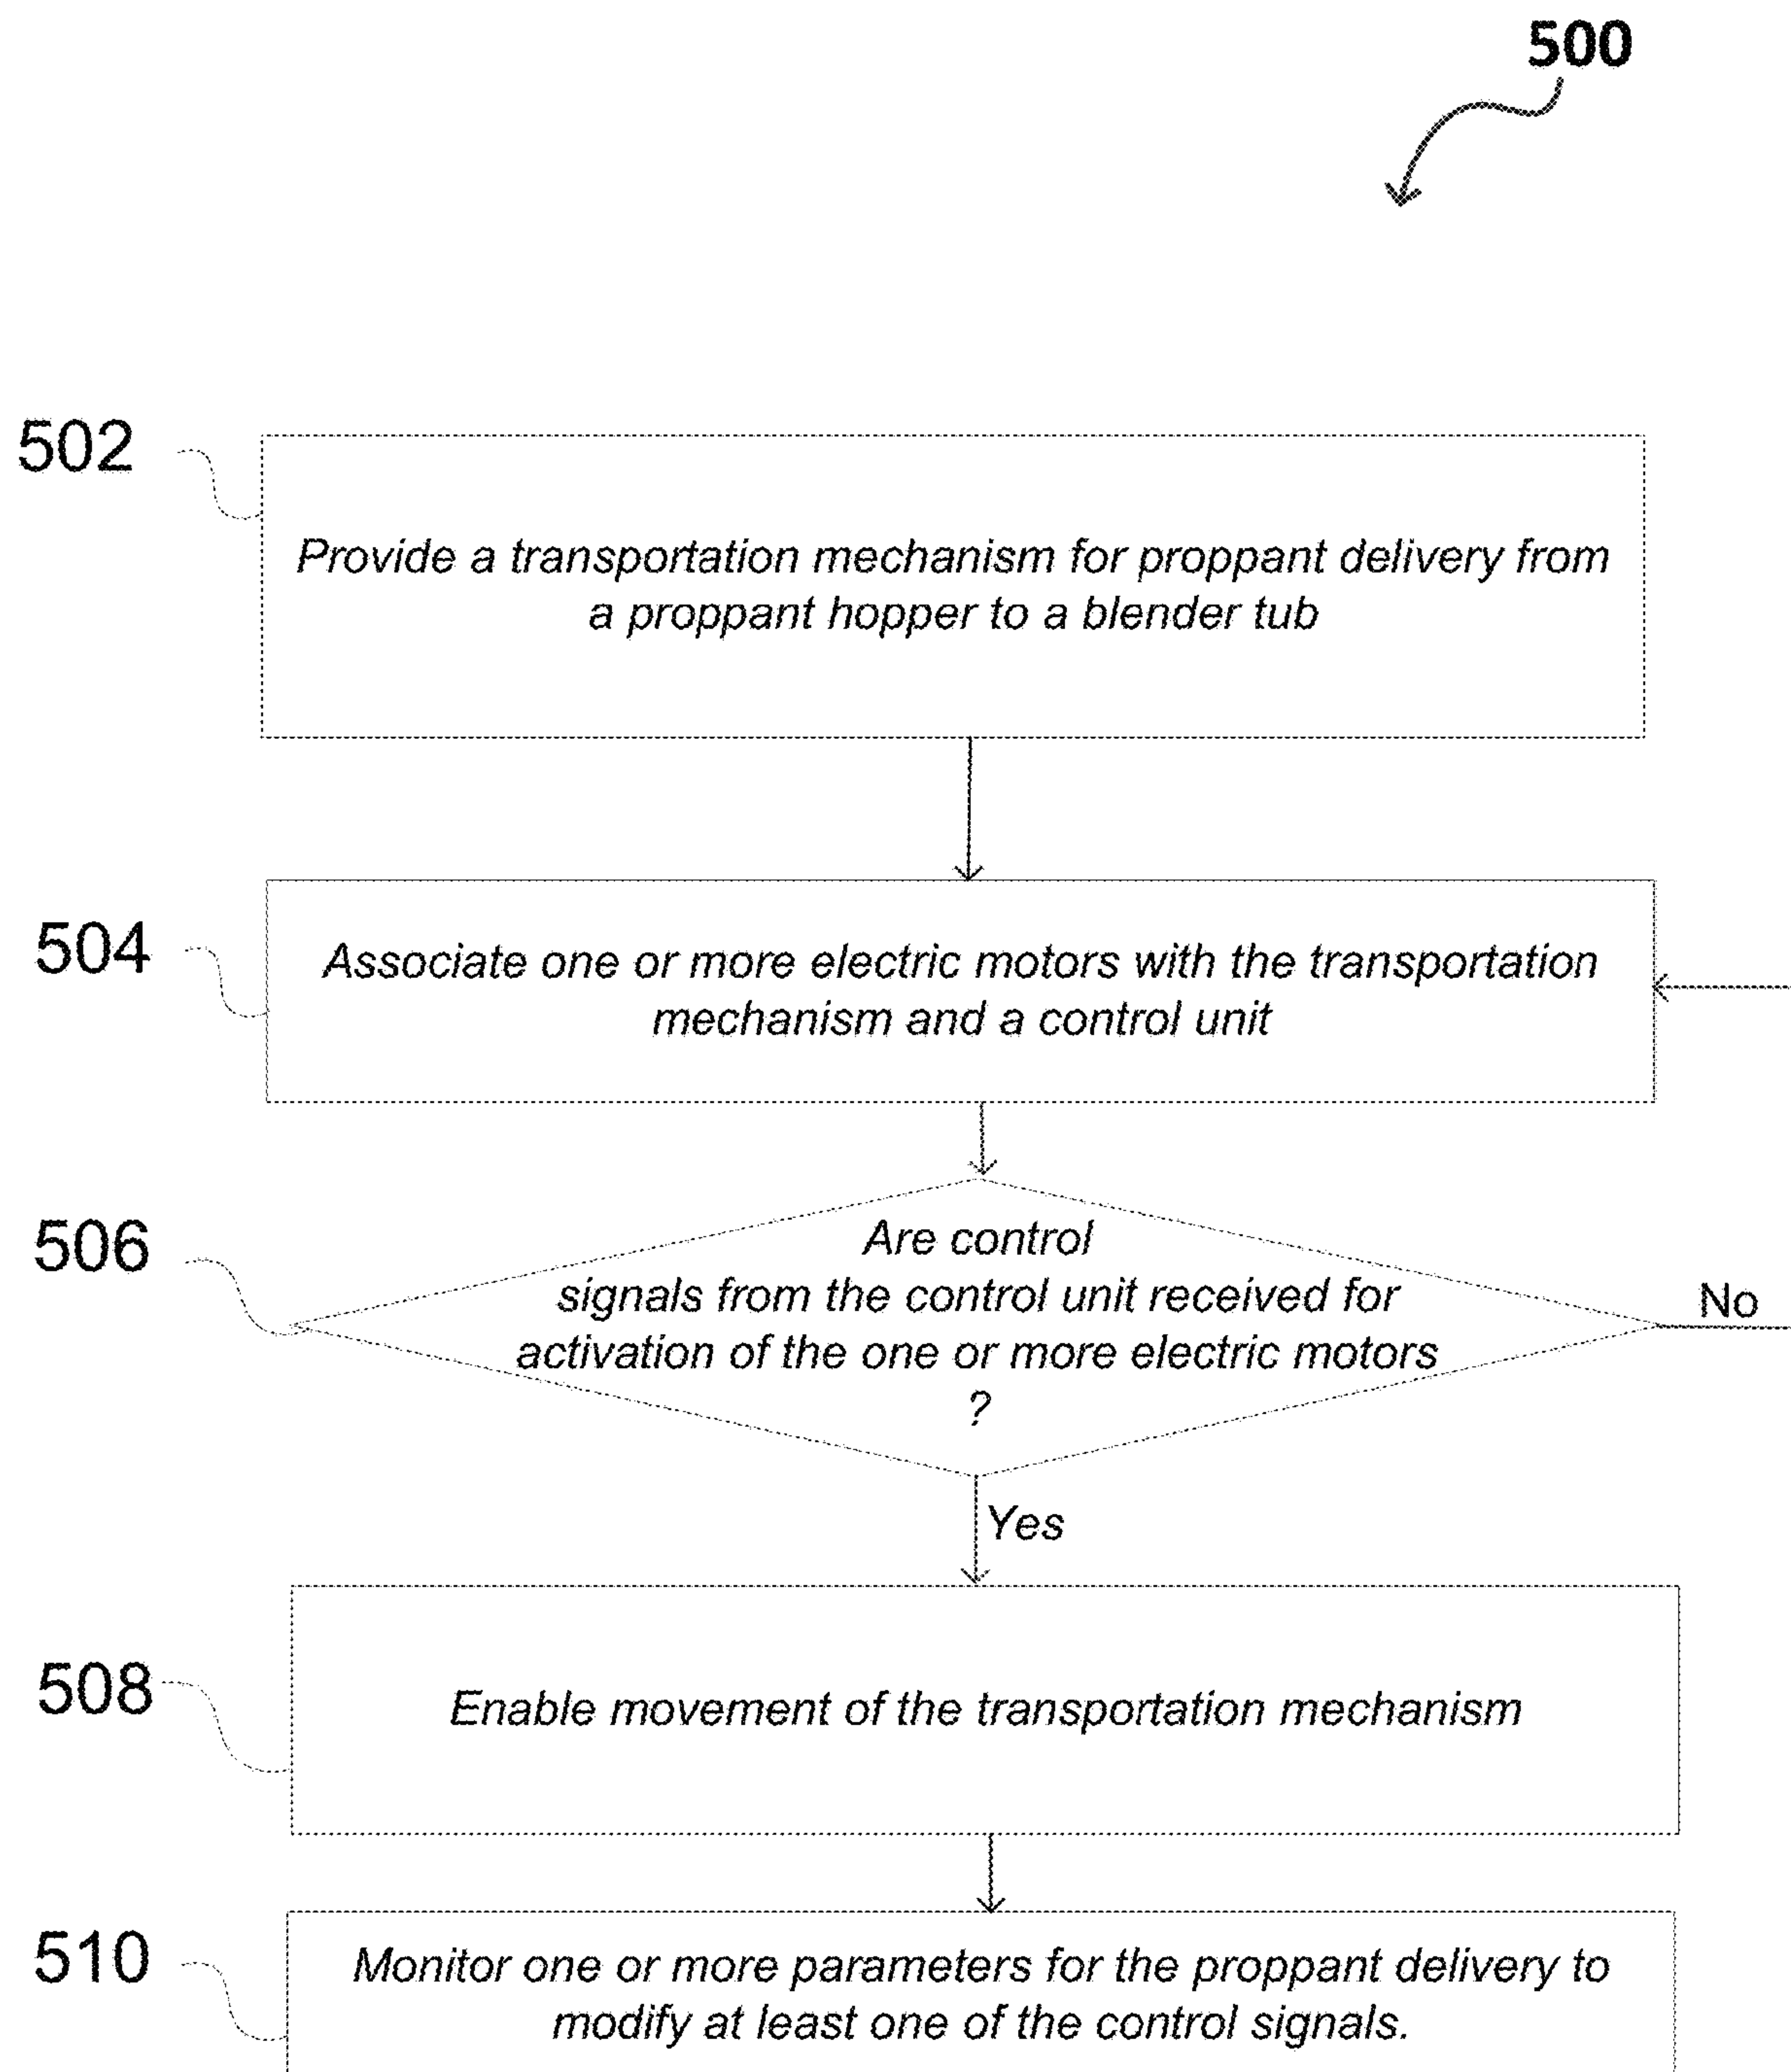 500
502
Provide a transportation mechanism for proppant delivery from
a proppant hopper to a blender tub
504
Associate one or more electric motors with the transportation
mechanism and a control unit
506
Are control
signals from the control unit received for
activation of the one or more electric motors
?
No
Yes
508
Enable movement of the transportation mechanism
510
Monitor one or more parameters for the proppant delivery to
modify at least one of the control signals.